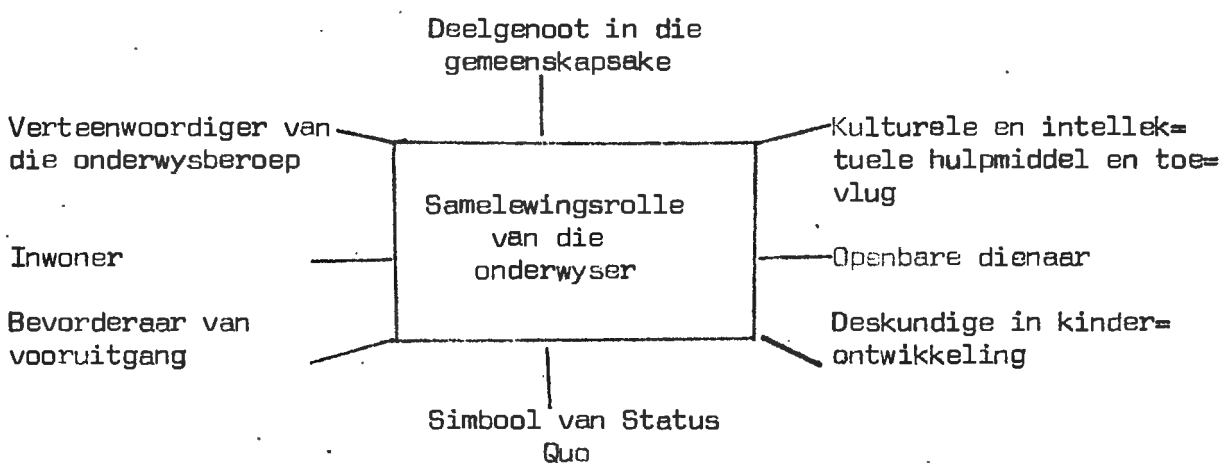 Deelgenoot in die
gemeenskapsake
Verteenwoordiger van
die onderwysberoep
Kulturele en intellek=
tuele hulpmiddel en toe=
vlug
Samelewingsrolle
van die
onderwyser
Inwoner
Openbare dienaar
Bevorderaar van
vooruitgang
Deskundige in kinder=
ontwikkeling
Simbool van Status
Quo